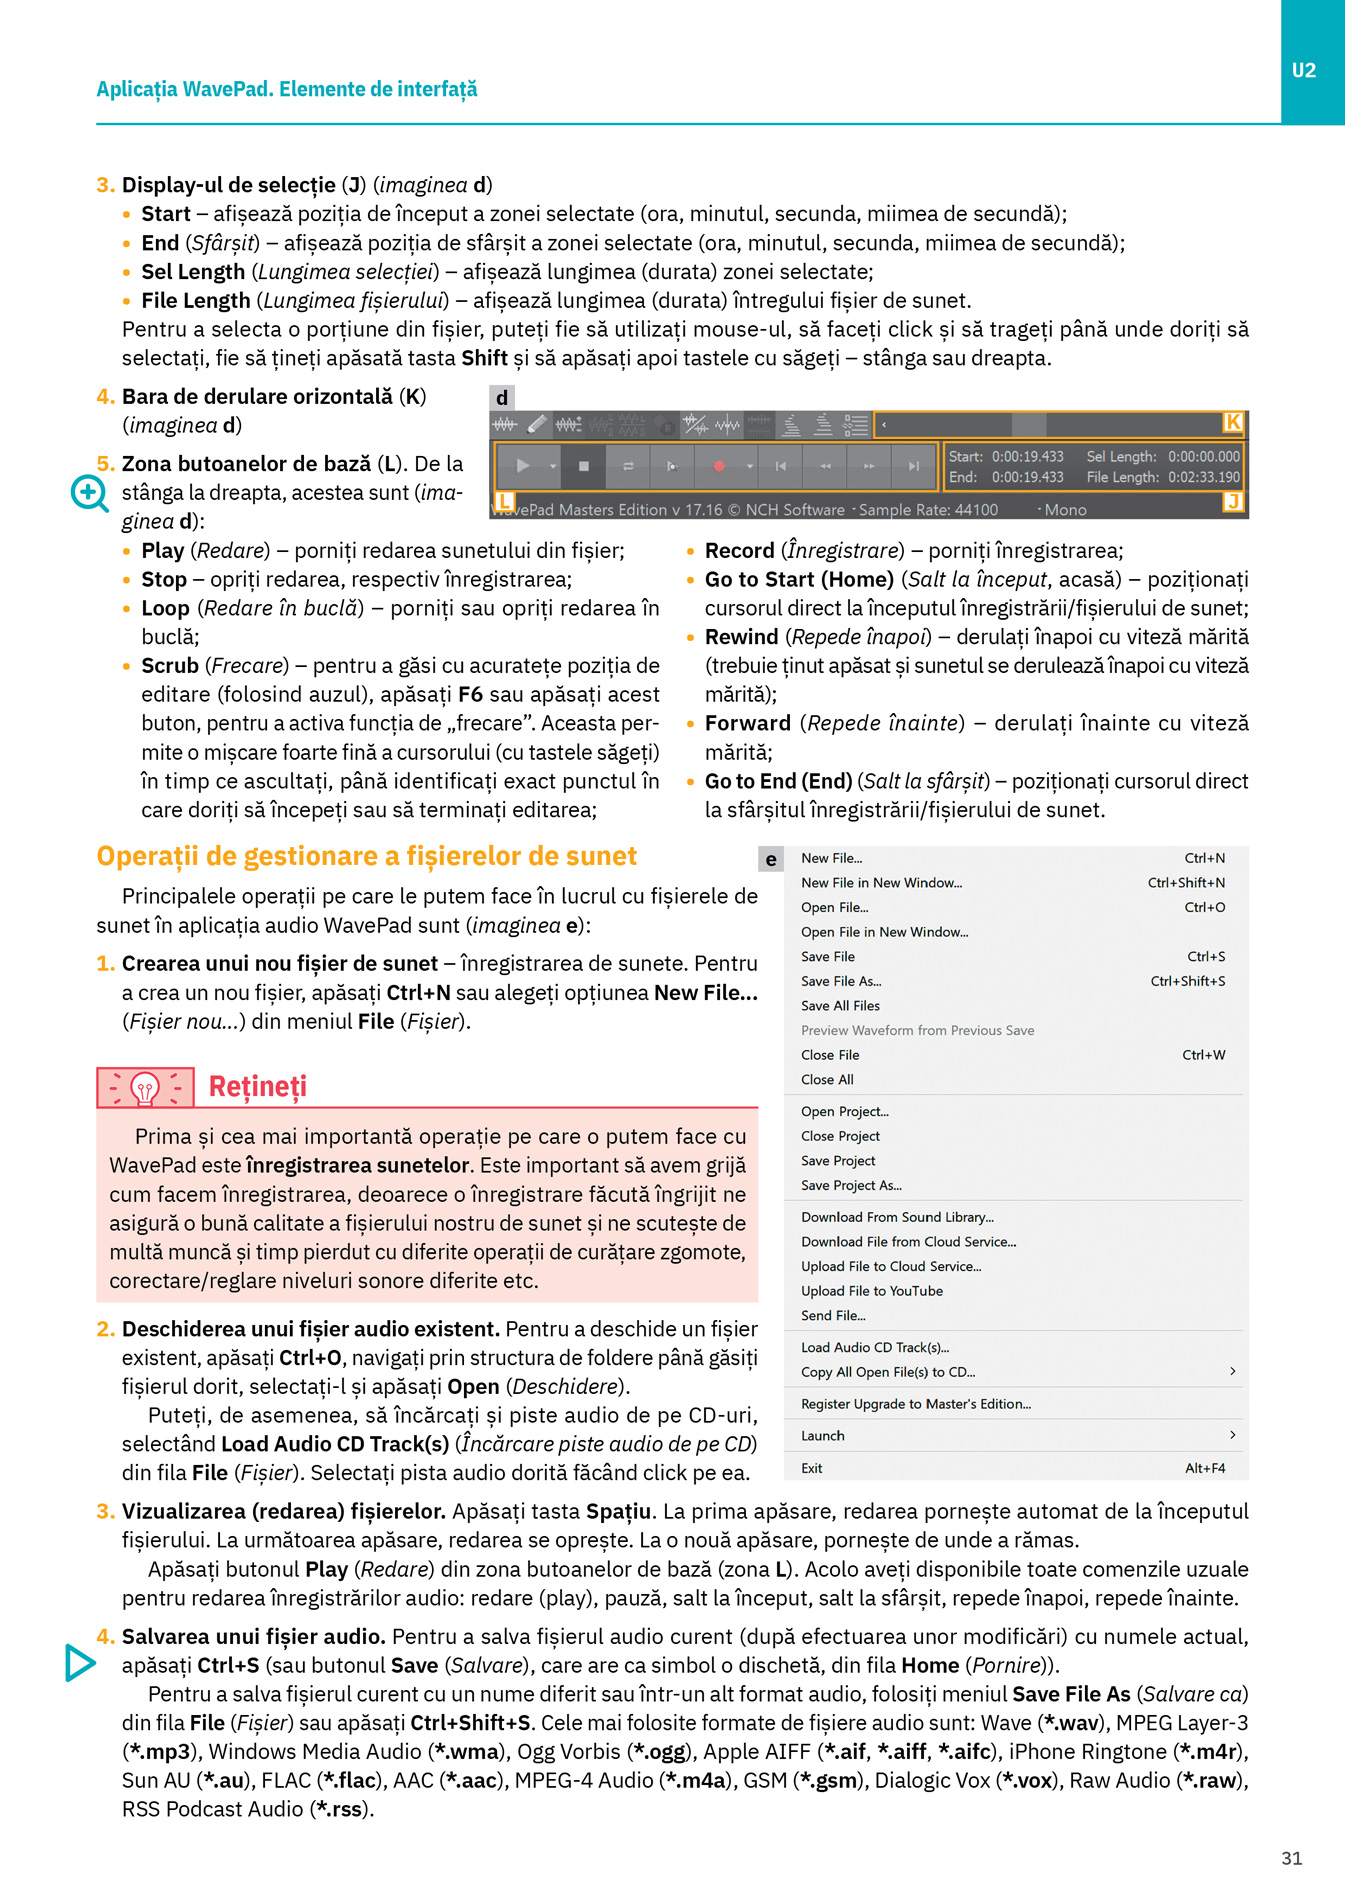 U2
Aplicația WavePad. Elemente de interfață
3. Display-ul de selecție (J) (imaginea d)
• Start – afișează poziția de început a zonei selectate (ora, minutul, secunda, miimea de secundă);
• End (Sfârșit) – afișează poziția de sfârșit a zonei selectate (ora, minutul, secunda, miimea de secundă);
• Sel Length (Lungimea selecției) – afișează lungimea (durata) zonei selectate;
• File Length (Lungimea fișierului) – afișează lungimea (durata) întregului fișier de sunet.
Pentru a selecta o porțiune din fișier, puteți fie să utilizați mouse-ul, să faceți click și să trageți până unde doriți să
selectați, fie să țineți apăsată tasta Shift și să apăsați apoi tastele cu săgeți – stânga sau dreapta.
4. Bara de derulare orizontală (K)
(imaginea d)
5. Zona butoanelor de bază (L). De la
stânga la dreapta, acestea sunt (ima-
ginea d):
d
K
Start: 0:00:19.433 Sel Length: 0:00:00.000
End: 0:00:19.433 File Length: 0:02:33.190
L
J
WavePad Masters Edition v 17.16 © NCH Software Sample Rate: 44100 Mono
• Play (Redare) – porniți redarea sunetului din fișier;
• Stop – opriți redarea, respectiv înregistrarea;
• Loop (Redare în buclă) – porniți sau opriți redarea în
buclă;
• Scrub (Frecare) – pentru a găsi cu acuratețe poziția de
editare (folosind auzul), apăsați F6 sau apăsați acest
buton, pentru a activa funcția de „frecare”. Aceasta per-
mite o mișcare foarte fină a cursorului (cu tastele săgeți)
în timp ce ascultați, până identificați exact punctul în
care doriți să începeți sau să terminați editarea;
• Record (Înregistrare) – porniți înregistrarea;
• Go to Start (Home) (Salt la început, acasă) – poziționați
cursorul direct la începutul înregistrării/fișierului de sunet;
• Rewind (Repede înapoi) – derulați înapoi cu viteză mărită
(trebuie ținut apăsat și sunetul se derulează înapoi cu viteză
mărită);
• Forward (Repede înainte) – derulați înainte cu viteză
mărită;
• Go to End (End) (Salt la sfârșit) – poziționați cursorul direct
la sfârșitul înregistrării/fișierului de sunet.
Operații de gestionare a fișierelor de sunet
Principalele operații pe care le putem face în lucrul cu fișierele de
sunet în aplicația audio WavePad sunt (imaginea e):
1. Crearea unui nou fișier de sunet – înregistrarea de sunete. Pentru
a crea un nou fișier, apăsați Ctrl+N sau alegeți opțiunea New File...
(Fișier nou...) din meniul File (Fișier).
Rețineți
Prima și cea mai importantă operație pe care o putem face cu
WavePad este înregistrarea sunetelor. Este important să avem grijă
cum facem înregistrarea, deoarece o înregistrare făcută îngrijit ne
asigură o bună calitate a fișierului nostru de sunet și ne scutește de
multă muncă și timp pierdut cu diferite operații de curățare zgomote,
corectare/reglare niveluri sonore diferite etc.
2. Deschiderea unui fișier audio existent. Pentru a deschide un fișier
existent, apăsați Ctrl+O, navigați prin structura de foldere până găsiți
fișierul dorit, selectați-l și apăsați Open (Deschidere).
Puteți, de asemenea, să încărcați și piste audio de pe CD-uri,
selectând Load Audio CD Track(s) (Încărcare piste audio de pe CD)
din fila File (Fișier). Selectați pista audio dorită făcând click pe ea.
e
New File... Ctrl+N
New File in New Window... Ctrl+Shift+N
Open File... Ctrl+O
Open File in New Window...
Save File Ctrl+S
Save File As... Ctrl+Shift+S
Save All Files
Preview Waveform from Previous Save
Close File Ctrl+W
Close All
Open Project...
Close Project
Save Project
Save Project As...
Download From Sound Library...
Download File from Cloud Service...
Upload File to Cloud Service...
Upload File to YouTube
Send File...
Load Audio CD Track(s)...
Copy All Open File(s) to CD... >
Register Upgrade to Master's Edition...
Launch >
Exit Alt+F4
3. Vizualizarea (redarea) fișierelor. Apăsați tasta Spațiu. La prima apăsare, redarea pornește automat de la începutul
fișierului. La următoarea apăsare, redarea se oprește. La o nouă apăsare, pornește de unde a rămas.
Apăsați butonul Play (Redare) din zona butoanelor de bază (zona L). Acolo aveți disponibile toate comenzile uzuale
pentru redarea înregistrărilor audio: redare (play), pauză, salt la început, salt la sfârșit, repede înapoi, repede înainte.
4. Salvarea unui fișier audio. Pentru a salva fișierul audio curent (după efectuarea unor modificări) cu numele actual,
apăsați Ctrl+S (sau butonul Save (Salvare), care are ca simbol o dischetă, din fila Home (Pornire)).
Pentru a salva fișierul curent cu un nume diferit sau într-un alt format audio, folosiți meniul Save File As (Salvare ca)
din fila File (Fișier) sau apăsați Ctrl+Shift+S. Cele mai folosite formate de fișiere audio sunt: Wave (*.wav), MPEG Layer-3
(*.mp3), Windows Media Audio (*.wma), Ogg Vorbis (*.ogg), Apple AIFF (*.aif, *.aiff, *.aifc), iPhone Ringtone (*.m4r),
Sun AU (*.au), FLAC (*.flac), AAC (*.aac), MPEG-4 Audio (*.m4a), GSM (*.gsm), Dialogic Vox (*.vox), Raw Audio (*.raw),
RSS Podcast Audio (*.rss).
31